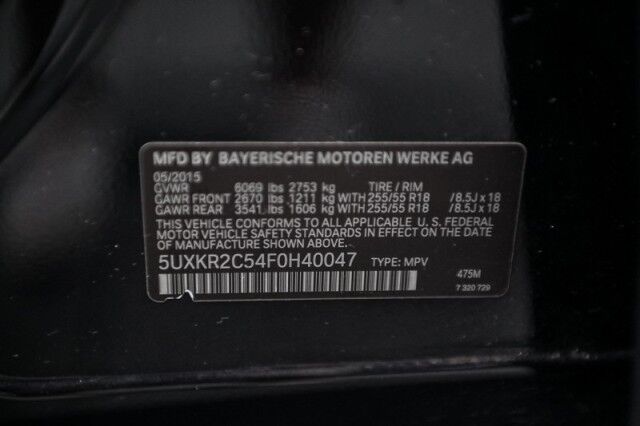 MFD BY BAYERISCHE MOTOREN WERKE AG
05/2015
GVWR 6069 lbs 2753 kg TIRE / RIM
GAWR FRONT 2670 lbs 1211 kg WITH 255/55 R18 /8.5J x 18
GAWR REAR 3541 lbs 1606 kg WITH 255/55 R18 /8.5J x 18
THIS VEHICLE CONFORMS TO ALL APPLICABLE U.S. FEDERAL
MOTOR VEHICLE SAFETY STANDARDS IN EFFECT ON THE DATE
OF MANUFACTURE SHOWN ABOVE.
5UXKR2C54F0H40047 TYPE: MPV
475M
7 320 729